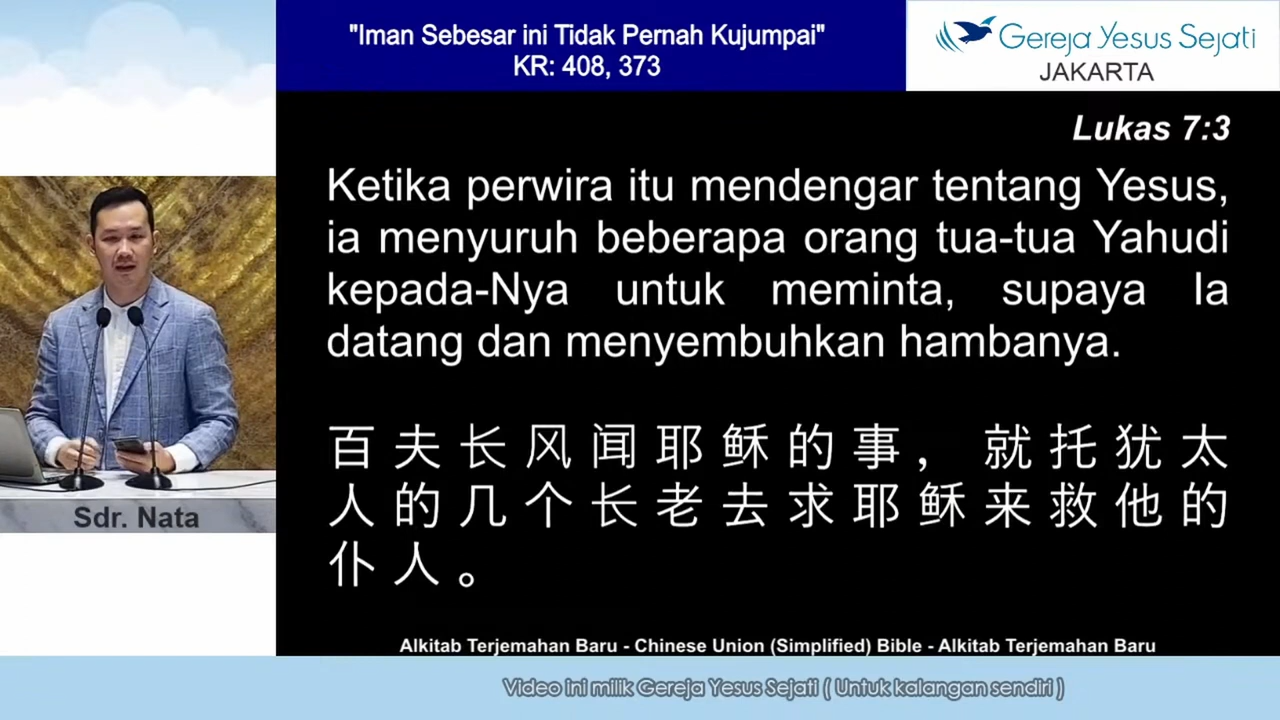 "Iman Sebesar ini Tidak Pernah Kujumpai"
KR: 408, 373
Gereja Yesus Sejati
JAKARTA
Lukas 7:3
Ketika perwira itu mendengar tentang Yesus,
ia menyuruh beberapa orang tua-tua Yahudi
kepada-Nya untuk meminta, supaya Ia
datang dan menyembuhkan hambanya.
百夫长风闻耶稣的事，就托犹太
人的几个长老去求耶稣来救他的
仆人。
Sdr. Nata
Alkitab Terjemahan Baru - Chinese Union (Simplified) Bible - Alkitab Terjemahan Baru
Video ini milik Gereja Yesus Sejati ( Untuk kalangan sendiri )